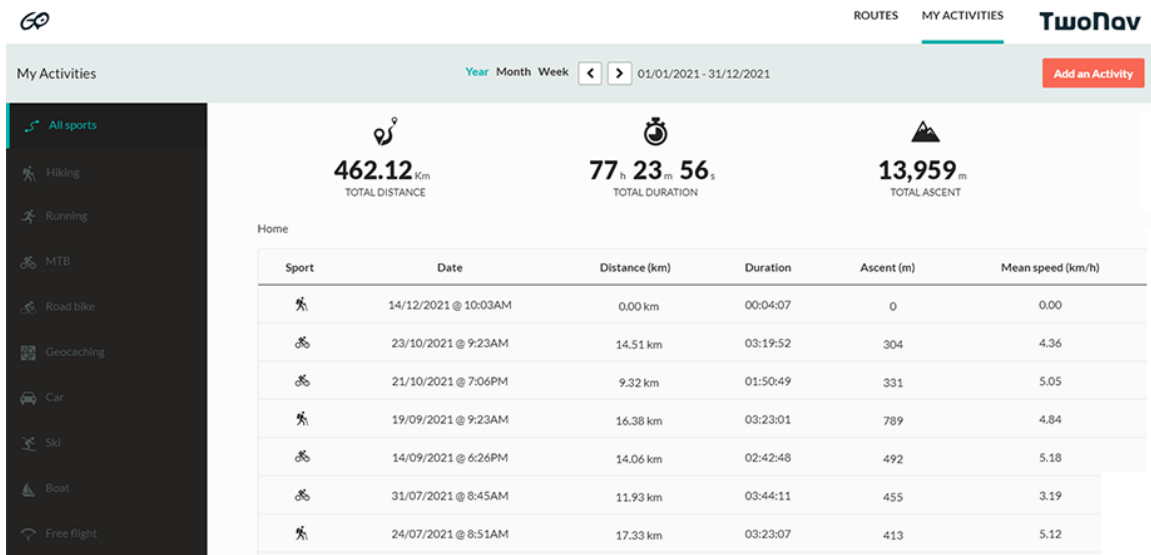 GO
ROUTES MY ACTIVITIES TwoNav
My Activities
Year Month Week 01/01/2021 - 31/12/2021
Add an Activity
All sports
Hiking
Running
MTB
Road bike
Geocaching
Car
Ski
Boat
Free flight
462.12 Km
TOTAL DISTANCE
77 h 23 m 56 s
TOTAL DURATION
13,959 m
TOTAL ASCENT
Home
Sport Date Distance (km) Duration Ascent (m) Mean speed (km/h)
14/12/2021 @ 10:03AM 0.00 km 00:04:07 0 0.00
23/10/2021 @ 9:23AM 14.51 km 03:19:52 304 4.36
21/10/2021 @ 7:06PM 9.32 km 01:50:49 331 5.05
19/09/2021 @ 9:23AM 16.38 km 03:23:01 789 4.84
14/09/2021 @ 6:26PM 14.06 km 02:42:48 492 5.18
31/07/2021 @ 8:45AM 11.93 km 03:44:11 455 3.19
24/07/2021 @ 8:51AM 17.33 km 03:23:07 413 5.12